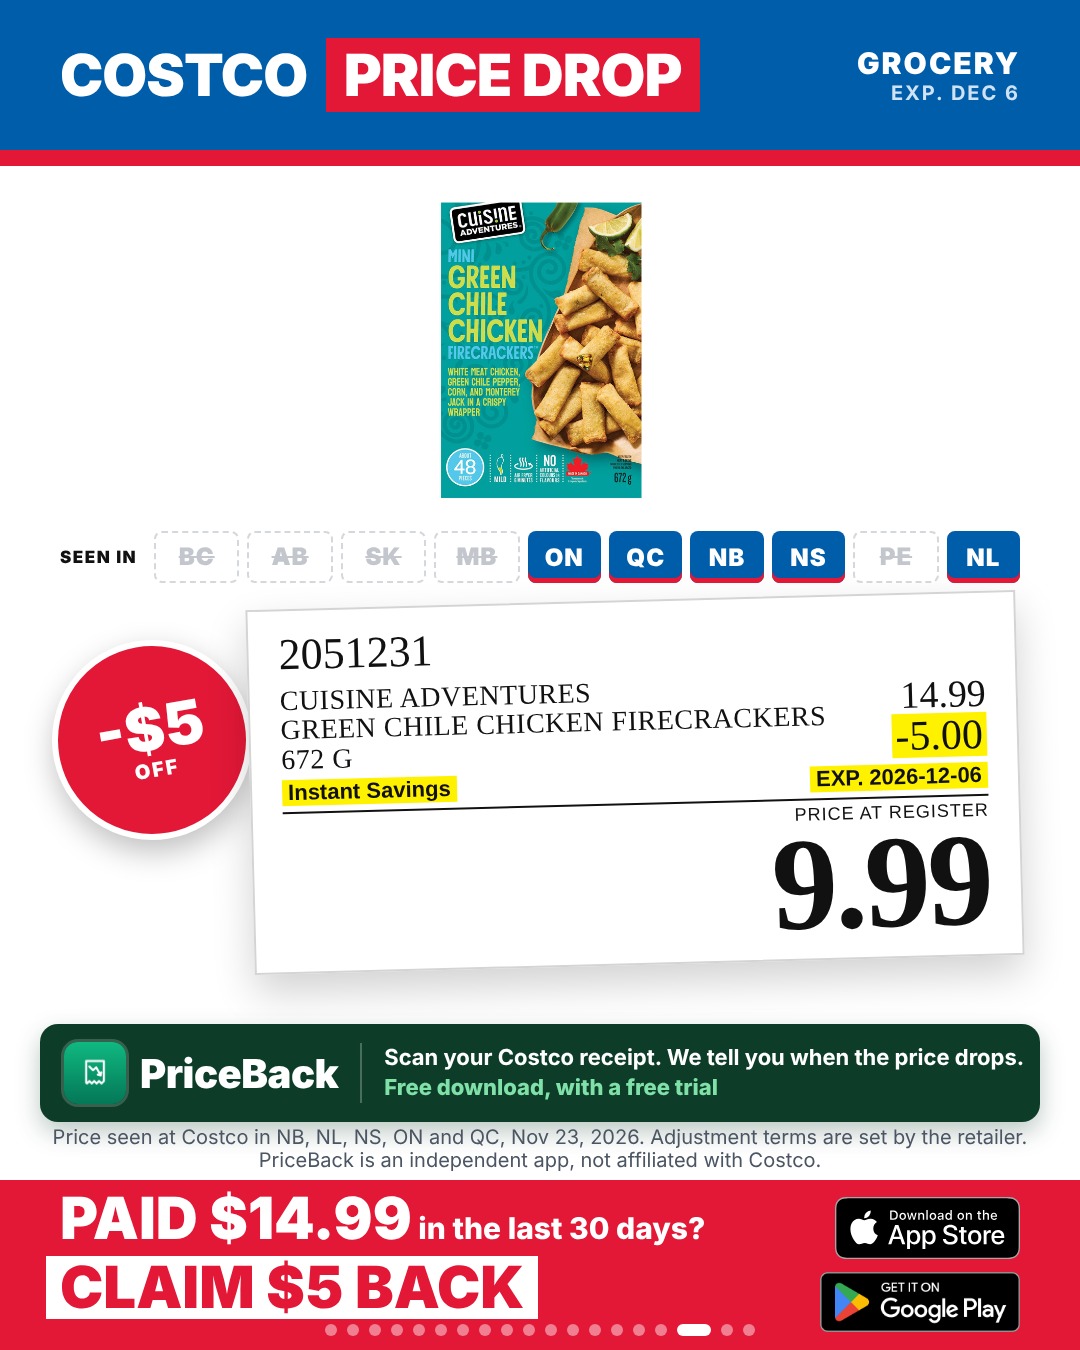 COSTCO PRICE DROP
GROCERY
EXP. DEC 6
CUISINE
ADVENTURES
MINI
GREEN
CHILE
CHICKEN
FIRECRACKERS
WHITE MEAT CHICKEN,
GREEN CHILE PEPPER,
CORN, AND MONTEREY
JACK IN A CRISPY
WRAPPER
ABOUT
48
PIECES
MILD
NO
672 g
SEEN IN BC AB SK MB ON QC NB NS PE NL
-$5
OFF
2051231
CUISINE ADVENTURES
GREEN CHILE CHICKEN FIRECRACKERS
672 G
14.99
-5.00
Instant Savings
EXP. 2026-12-06
PRICE AT REGISTER
9.99
PriceBack
Scan your Costco receipt. We tell you when the price drops.
Free download, with a free trial
Price seen at Costco in NB, NL, NS, ON and QC, Nov 23, 2026. Adjustment terms are set by the retailer.
PriceBack is an independent app, not affiliated with Costco.
PAID $14.99 in the last 30 days?
CLAIM $5 BACK
Download on the
App Store
GET IT ON
Google Play